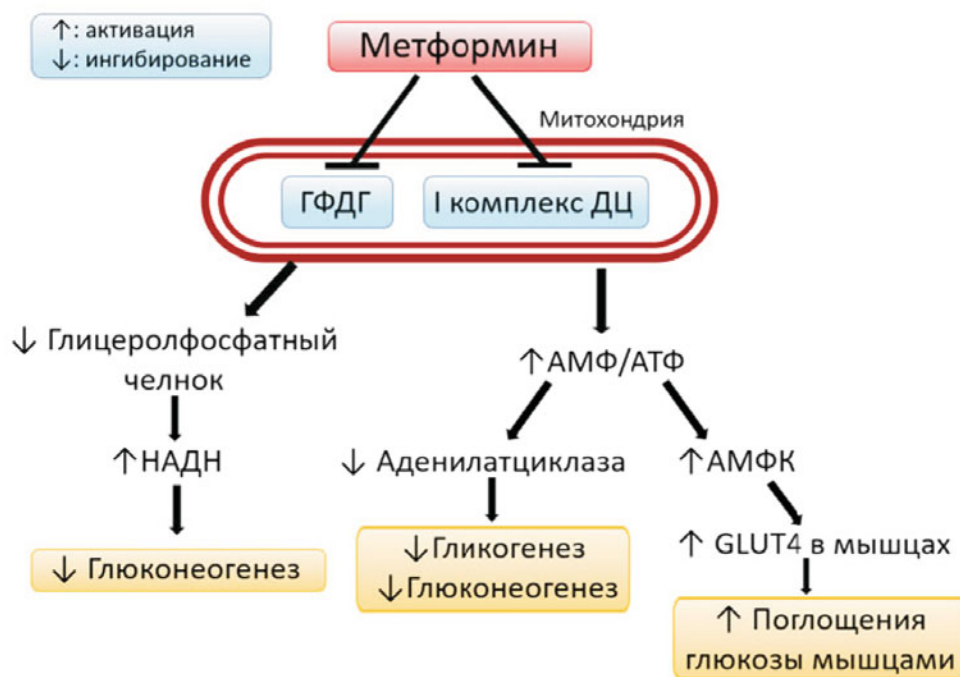 ↑: активация
↓: ингибирование
Метформин
Митохондрия
ГФДГ
I комплекс ДЦ
↓ Глицеролфосфатный
челнок
↑АМФ/АТФ
↑НАДН
↓ Аденилатциклаза
↑АМФК
↓ Глюконеогенез
↓Гликогенез
↓Глюконеогенез
↑ GLUT4 в мышцах
↑ Поглощения
глюкозы мышцами